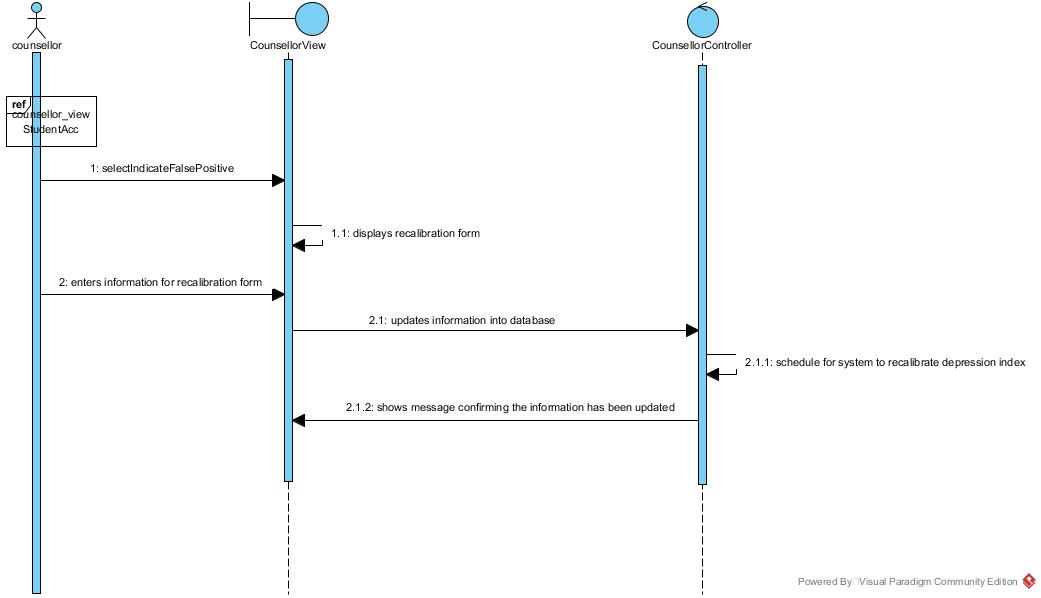 counsellor
CounsellorView
CounsellorController
ref
counsellor_view
StudentAcc
1: selectIndicateFalsePositive
1.1: displays recalibration form
2: enters information for recalibration form
2.1: updates information into database
2.1.1: schedule for system to recalibrate depression index
2.1.2: shows message confirming the information has been updated
Powered By Visual Paradigm Community Edition